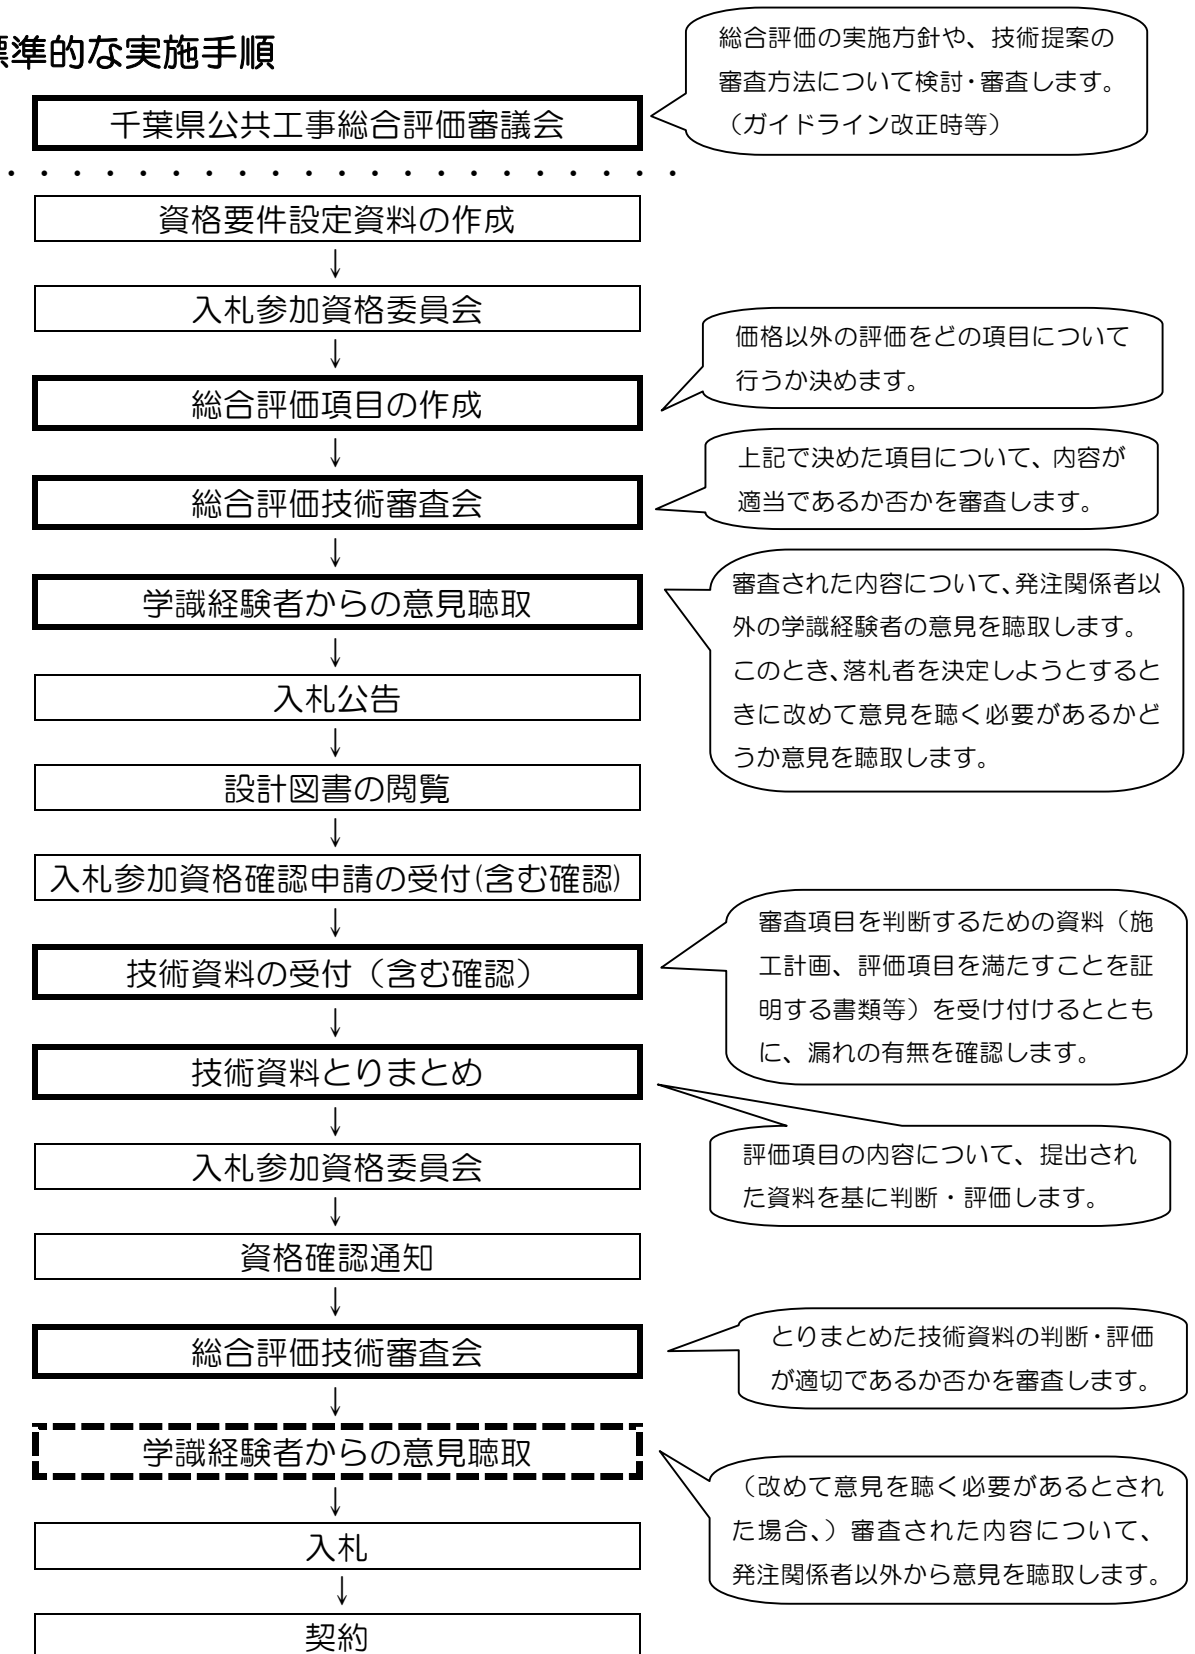 標準的な実施手順
総合評価の実施方針や、技術提案の
審査方法について検討・審査します。
（ガイドライン改正時等）
千葉県公共工事総合評価審議会
資格要件設定資料の作成
↓
入札参加資格委員会
↓
価格以外の評価をどの項目について
行うか決めます。
総合評価項目の作成
↓
上記で決めた項目について、内容が
適当であるか否かを審査します。
総合評価技術審査会
↓
審査された内容について、発注関係者以
外の学識経験者の意見を聴取します。
このとき、落札者を決定しようとすると
きに改めて意見を聴く必要があるかど
うか意見を聴取します。
学識経験者からの意見聴取
↓
入札公告
↓
設計図書の閲覧
↓
入札参加資格確認申請の受付(含む確認)
↓
審査項目を判断するための資料（施
工計画、評価項目を満たすことを証
明する書類等）を受け付けるととも
に、漏れの有無を確認します。
技術資料の受付（含む確認）
↓
技術資料とりまとめ
↓
評価項目の内容について、提出され
た資料を基に判断・評価します。
入札参加資格委員会
↓
資格確認通知
↓
とりまとめた技術資料の判断・評価
が適切であるか否かを審査します。
総合評価技術審査会
↓
学識経験者からの意見聴取
↓
（改めて意見を聴く必要があるとされ
た場合、）審査された内容について、
発注関係者以外から意見を聴取します。
入札
↓
契約